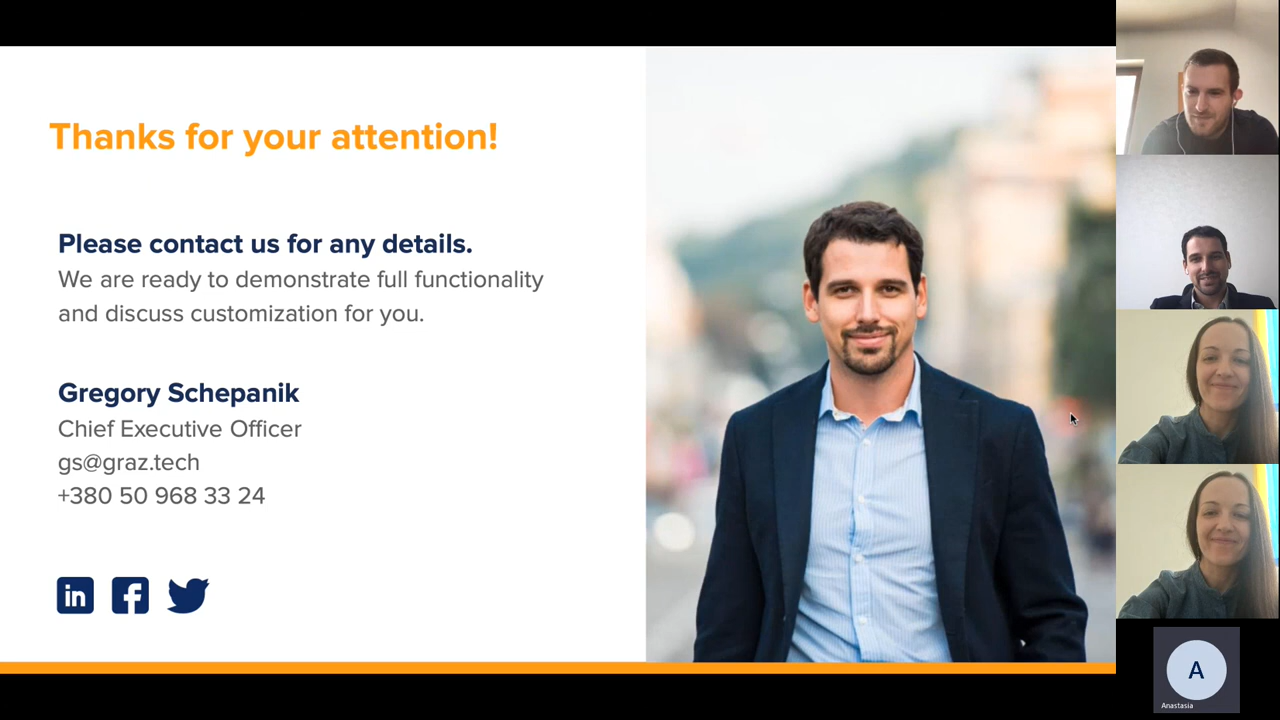 Thanks for your attention!
Please contact us for any details.
We are ready to demonstrate full functionality
and discuss customization for you.
Gregory Schepanik
Chief Executive Officer
gs@graz.tech
+380 50 968 33 24
in
f
A
Anastasia